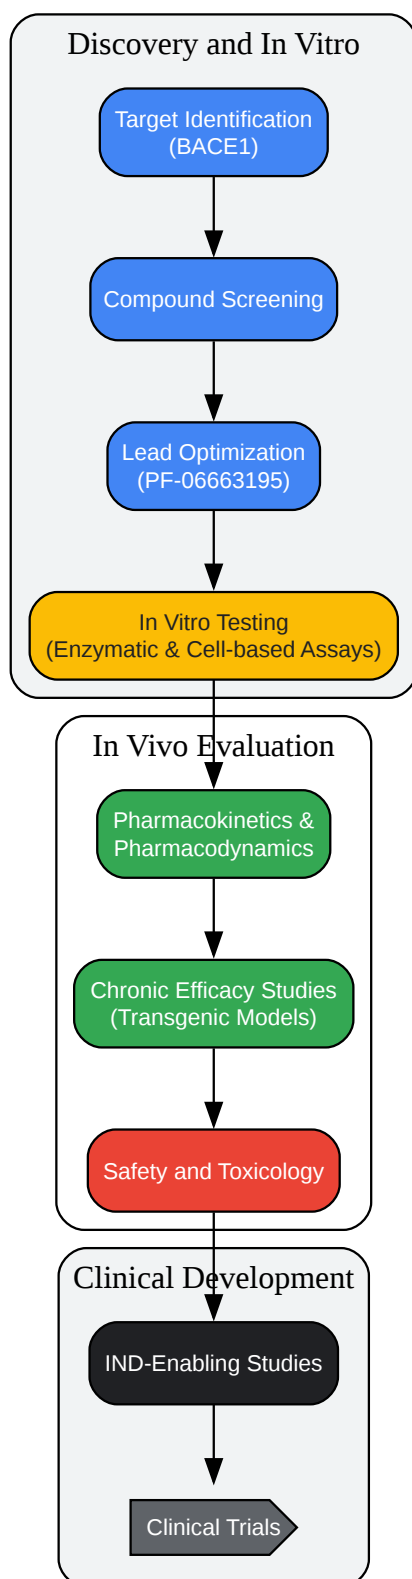 Discovery and In Vitro
Target Identification
(BACE1)
Compound Screening
Lead Optimization
(PF-06663195)
In Vitro Testing
(Enzymatic & Cell-based Assays)
In Vivo Evaluation
Pharmacokinetics &
Pharmacodynamics
Chronic Efficacy Studies
(Transgenic Models)
Safety and Toxicology
Clinical Development
IND-Enabling Studies
Clinical Trials